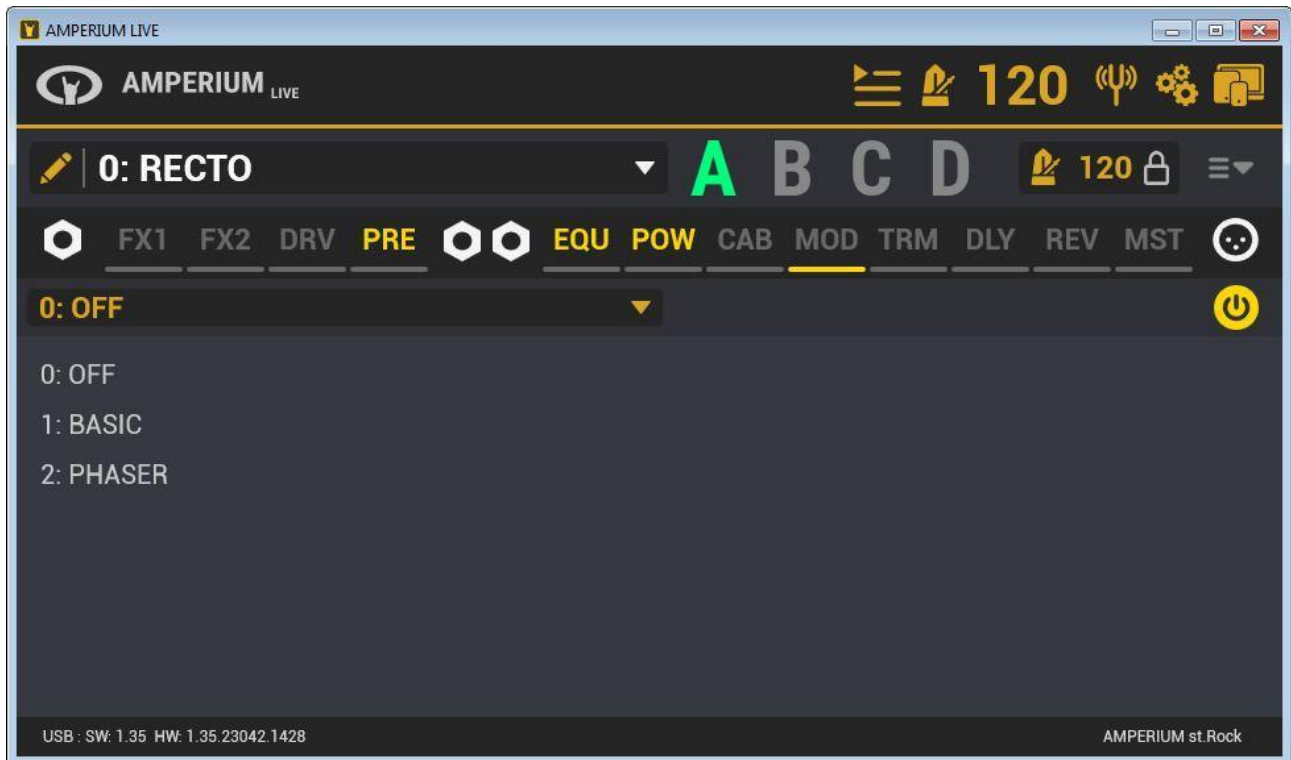 AMPERIUM LIVE
AMPERIUM LIVE 120
0: RECTO A B C D 120
FX1 FX2 DRV PRE EQU POW CAB MOD TRM DLY REV MST
0: OFF
0: OFF
1: BASIC
2: PHASER
USB : SW: 1.35 HW: 1.35.23042.1428 AMPERIUM st.Rock